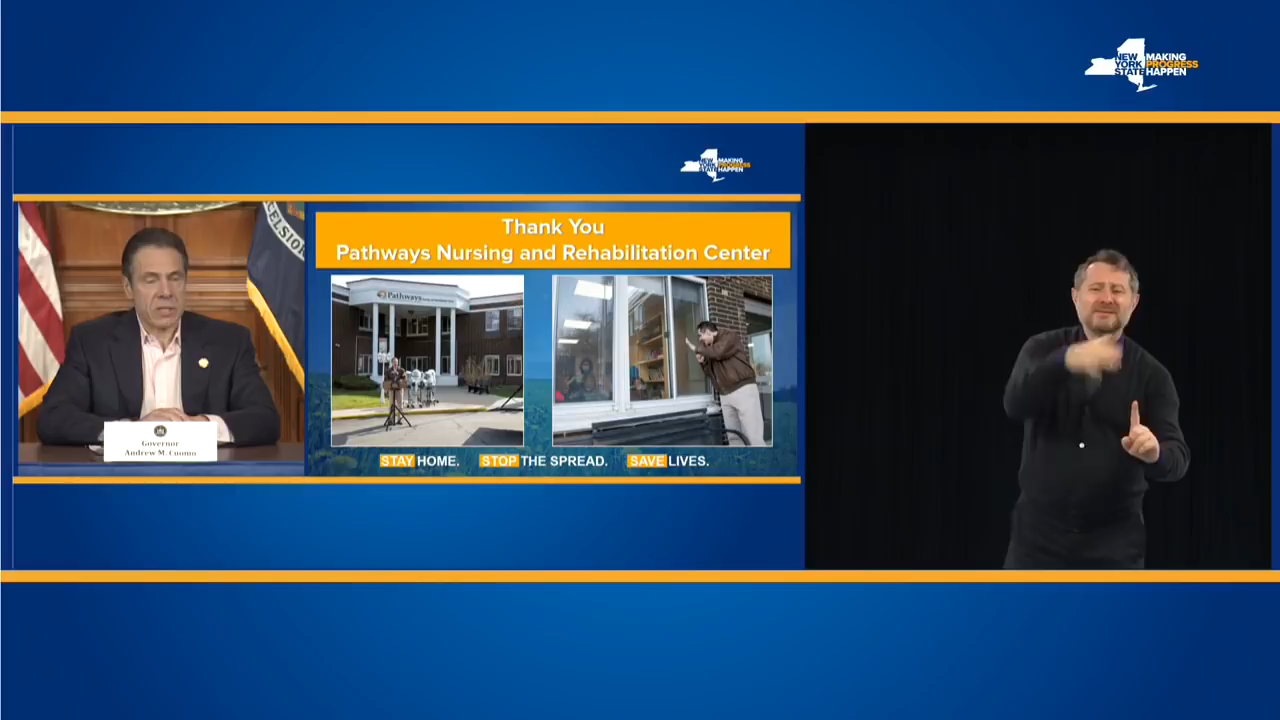 NEW YORK STATE
MAKING PROGRESS HAPPEN
NEW YORK STATE
MAKING PROGRESS HAPPEN
CELSIOR
Thank You
Pathways Nursing and Rehabilitation Center
Pathways
Governor
Andrew M. Cuomo
STAY HOME. STOP THE SPREAD. SAVE LIVES.